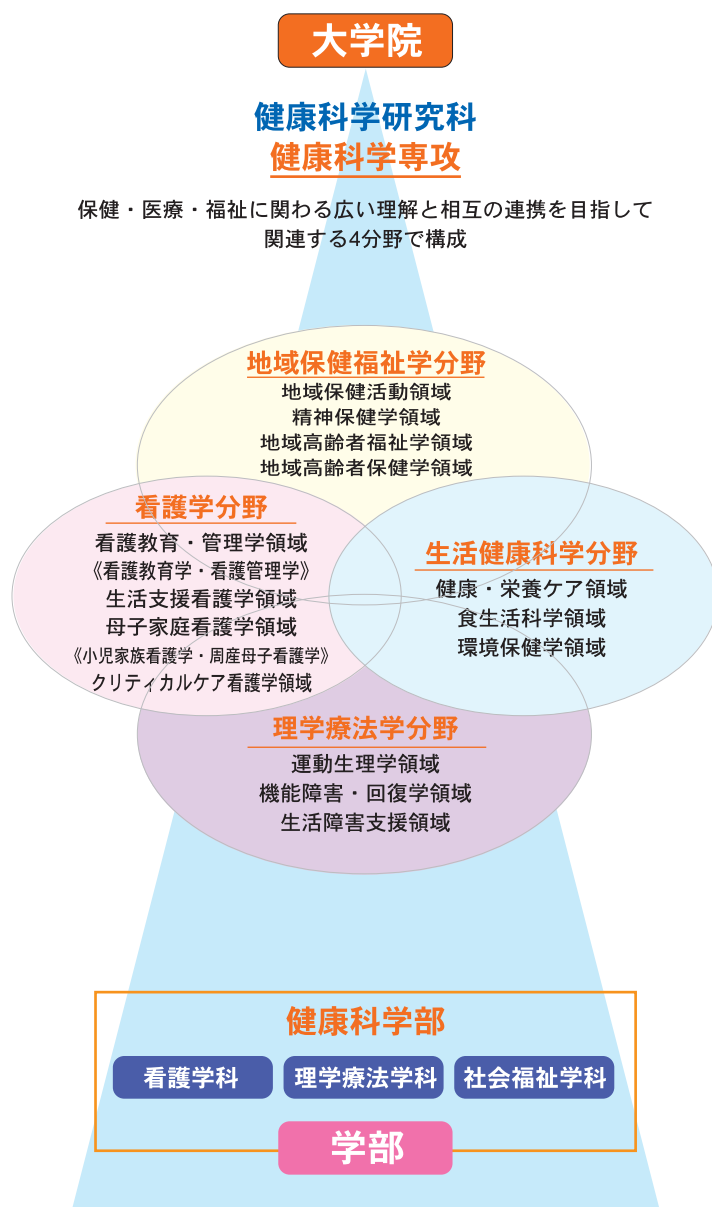 大学院
健康科学研究科
健康科学専攻
保健・医療・福祉に関わる広い理解と相互の連携を目指して
関連する4分野で構成
地域保健福祉学分野
地域保健活動領域
精神保健学領域
地域高齢者福祉学領域
地域高齢者保健学領域
看護学分野
看護教育・管理学領域
《看護教育学・看護管理学》
生活支援看護学領域
母子家庭看護学領域
《小児家族看護学・周産母子看護学》
クリティカルケア看護学領域
生活健康科学分野
健康・栄養ケア領域
食生活科学領域
環境保健学領域
理学療法学分野
運動生理学領域
機能障害・回復学領域
生活障害支援領域
健康科学部
看護学科
理学療法学科
社会福祉学科
学部